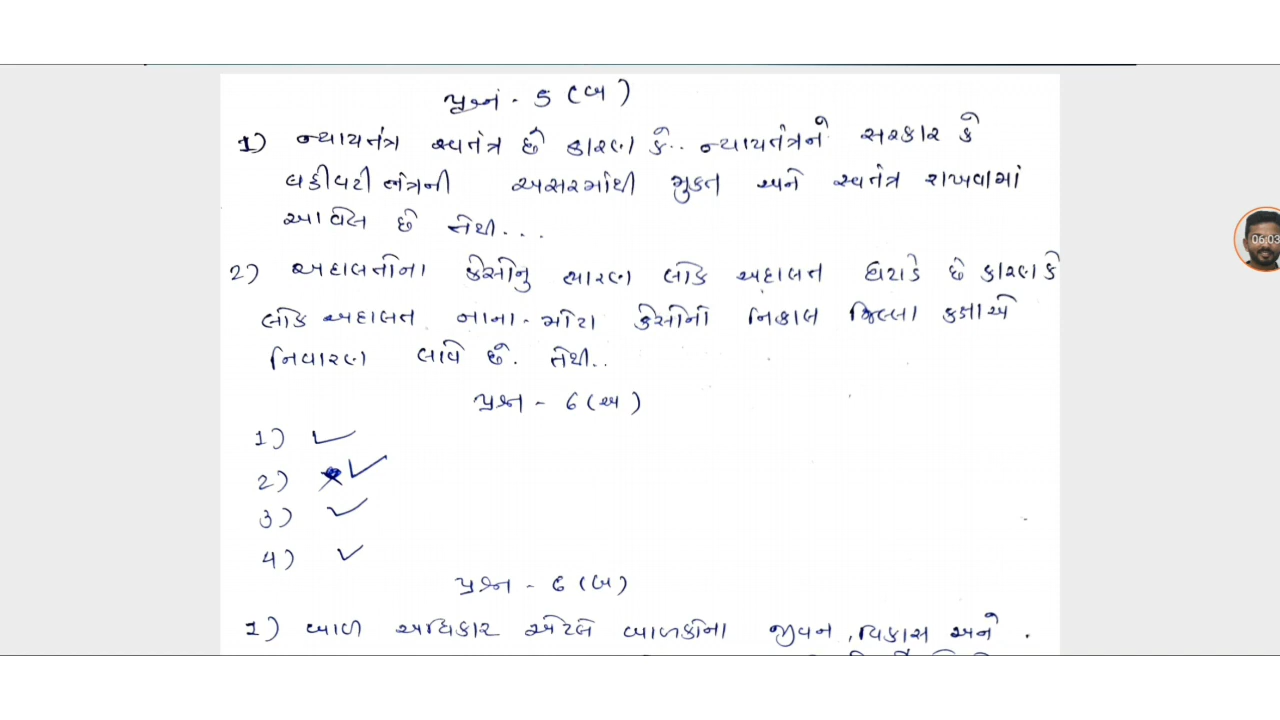 પ્રશ્નં - 5 (બ)
1) ન્યાયતંત્ર સ્વતંત્ર છે કારણ કે.. ન્યાયતંત્રને સરકાર કે
વહીવટી તંત્રની અસરમાંથી મુક્ત અને સ્વતંત્ર રાખવામાં
આવેલ છે તેથી...
2) અદાલતોના કેસોનુ ભારણ લોક અદાલત ઘટાડે છે કારણ કે
લોક અદાલત નાના-મોટા કેસોનો નિકાલ જિલ્લા કક્ષાએ
નિવારણ લાવે છે. તેથી..
પ્રશ્ન - 6 (અ)
1) ✓
2) ✓
3) ✓
4) ✓
પ્રશ્ન - 6 (બ)
1) બાળ અધિકાર એટલે બાળકોના જીવન, વિકાસ અને
06:03